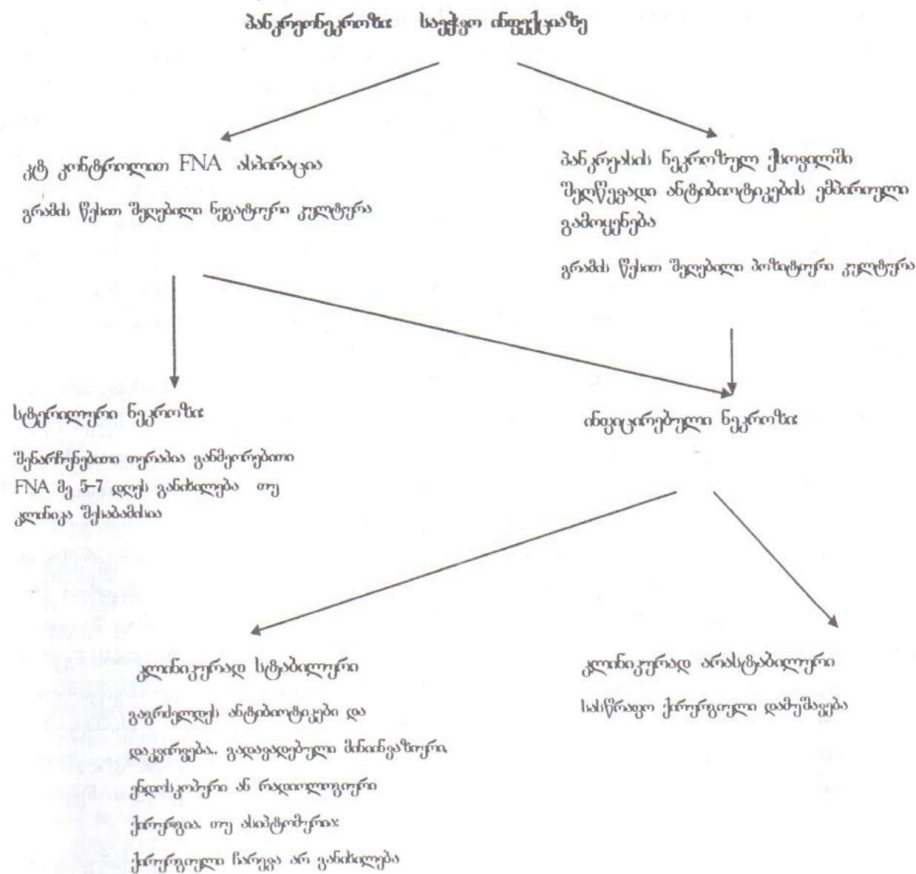 პანკრეონეკროზი: საეჭვო ინფექციაზე
კტ კონტროლით FNA ასპირაცია
გრამის წესით შეღებილი ნეგატიური კულტურა
პანკრეასის ნეკროზულ ქსოვილში
შეღწევადი ანტიბიოტიკების ემპირიული
გამოყენება
გრამის წესით შეღებილი პოზიტიური კულტურა
სტერილური ნეკროზი:
შენარჩუნებითი თერაპია განმეორებითი
FNA მე 5-7 დღეს განიხილება თუ
კლინიკა შესაბამისია
ინფიცირებული ნეკროზი:
კლინიკურად სტაბილური
გაგრძელდეს ანტიბიოტიკები და
დაკვირვება.. გადავადებული მინიინვაზიური,
ენდოსკოპური ან რადიოლოგიური
ქირურგია. თუ ასიპტომურია:
ქირურგიული ჩარევა არ განიხილება
კლინიკურად არასტაბილური
სასწრაფო ქირურგიული დამუშავება